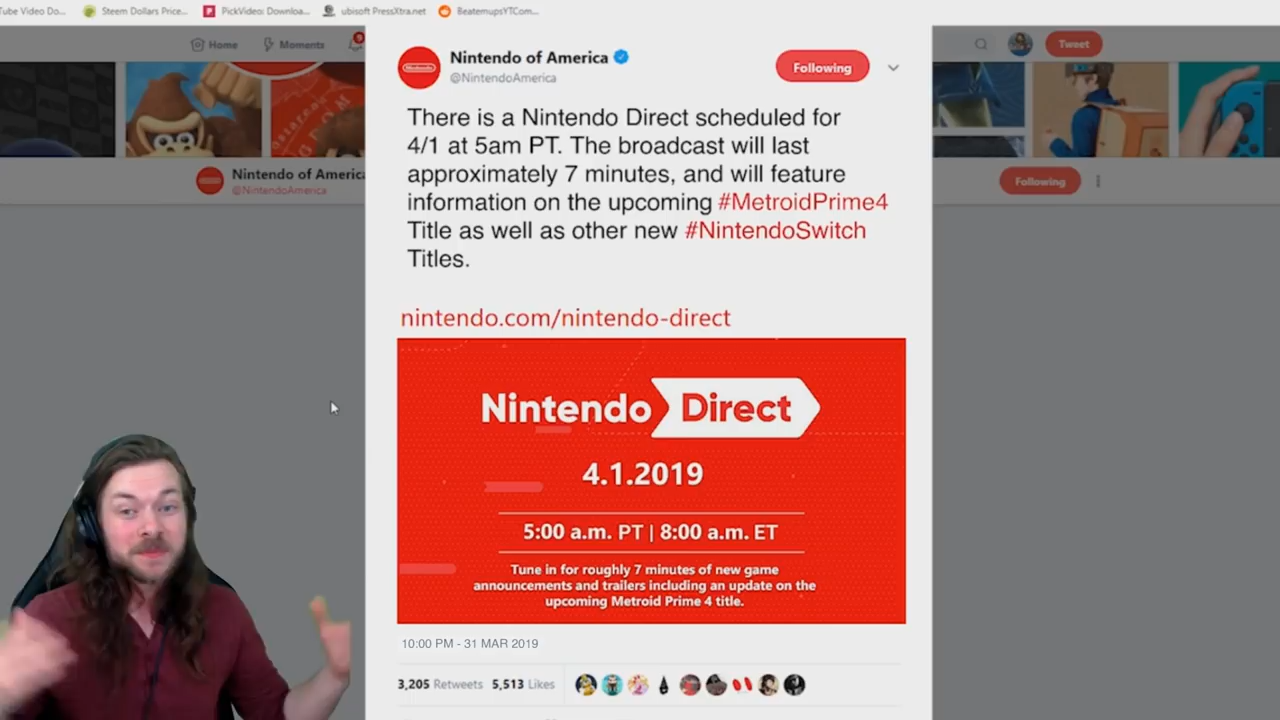 Tube Video Do...
Steem Dollars Price...
PickVideo: Downloa...
ubisoft PressXtra.net
BeatemupsYTCom...
Home
Moments
9
Tweet
Nintendo of America
@NintendoAmerica
Following
Nintendo of America
@NintendoAmerica
Following
There is a Nintendo Direct scheduled for
4/1 at 5am PT. The broadcast will last
approximately 7 minutes, and will feature
information on the upcoming #MetroidPrime4
Title as well as other new #NintendoSwitch
Titles.
nintendo.com/nintendo-direct
Nintendo Direct
4.1.2019
5:00 a.m. PT | 8:00 a.m. ET
Tune in for roughly 7 minutes of new game
announcements and trailers including an update on the
upcoming Metroid Prime 4 title.
10:00 PM - 31 MAR 2019
3,205 Retweets 5,513 Likes